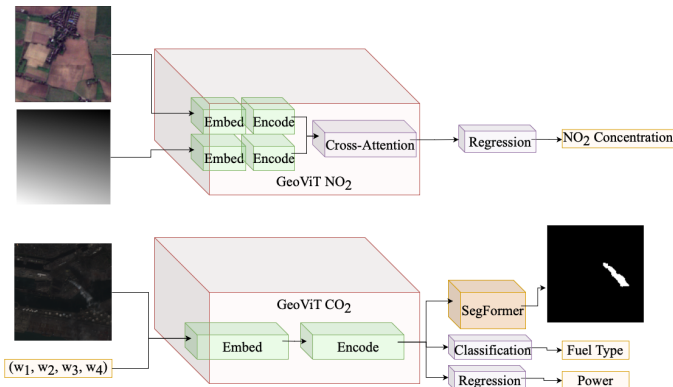 Embed
Encode
Embed
Encode
Cross-Attention
Regression
NO2 Concentration
GeoViT NO2
GeoViT CO2
(w1, w2, w3, w4)
Embed
Encode
SegFormer
Classification
Fuel Type
Regression
Power